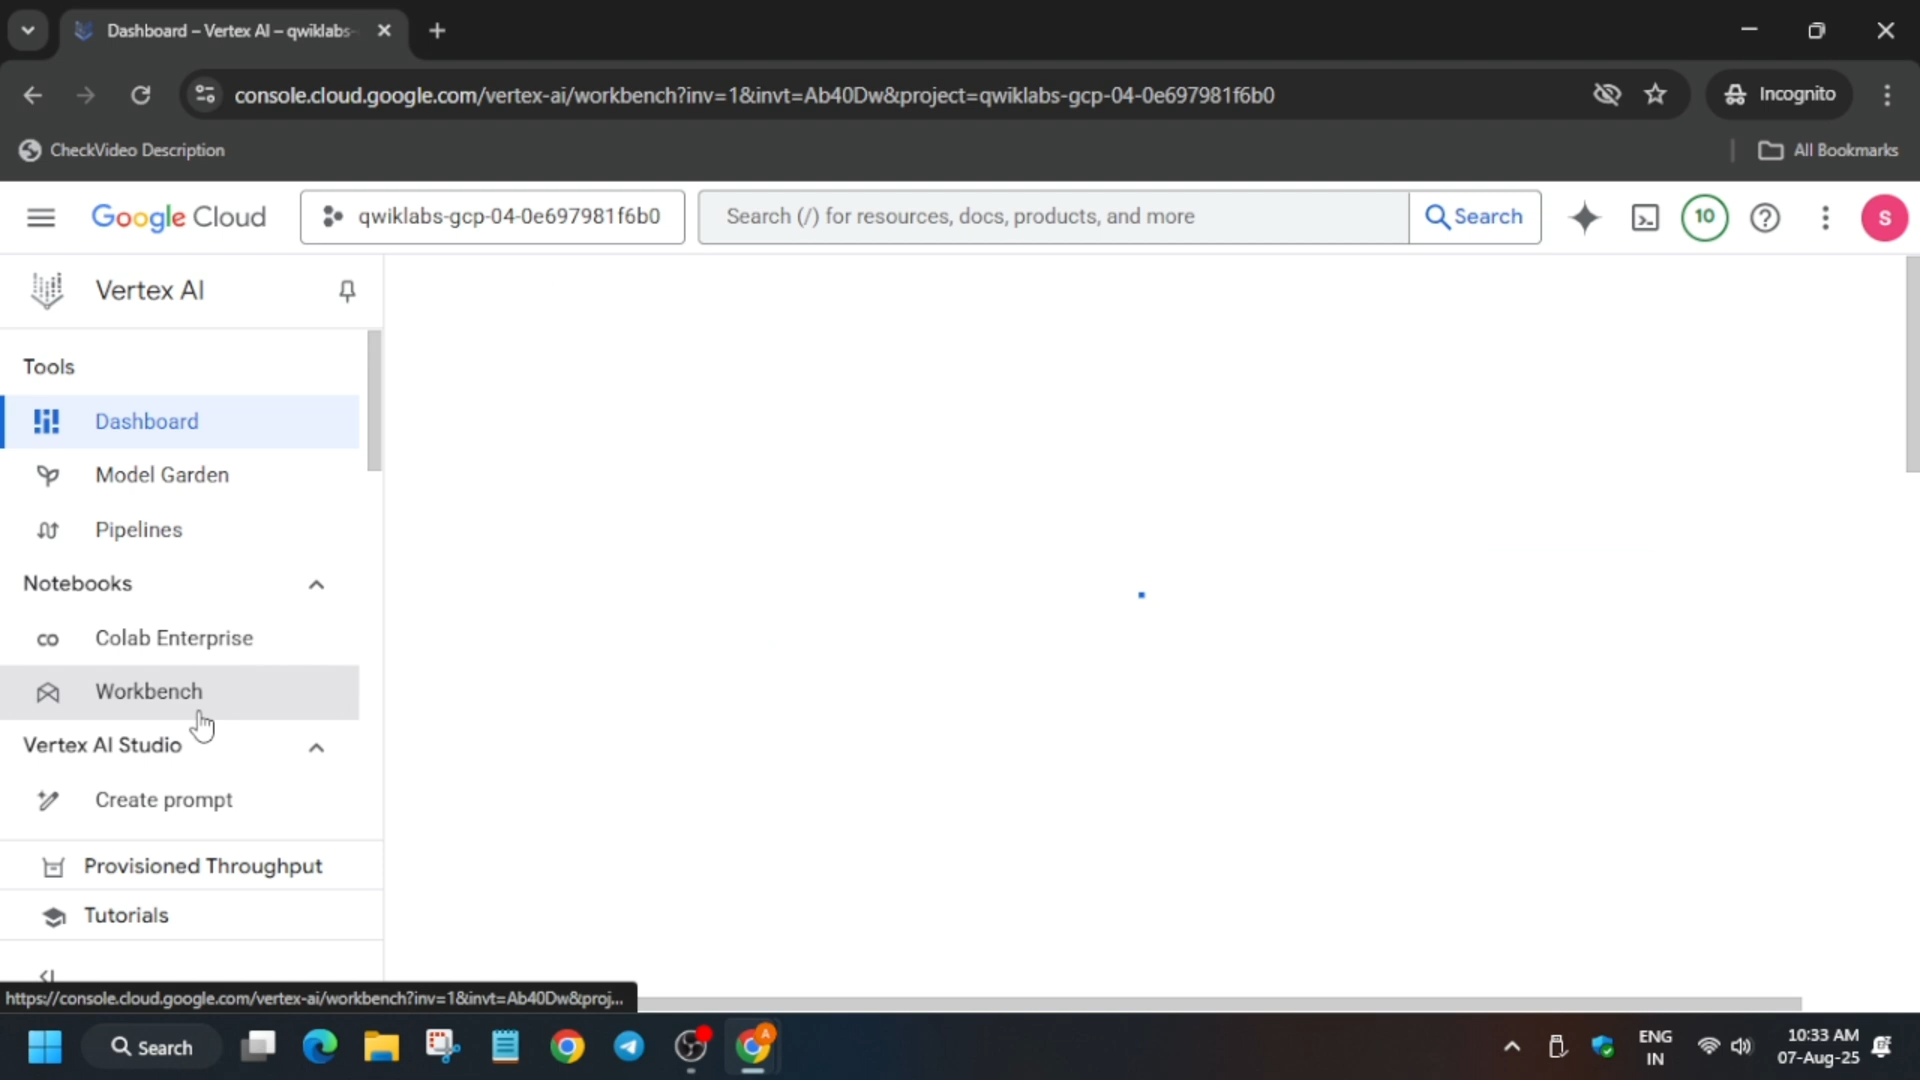 Dashboard – Vertex AI – qwiklabs-
console.cloud.google.com/vertex-ai/workbench?inv=1&invt=Ab40Dw&project=qwiklabs-gcp-04-0e697981f6b0
Incognito
CheckVideo Description
All Bookmarks
Google Cloud
qwiklabs-gcp-04-0e697981f6b0
Search (/) for resources, docs, products, and more
Search
10
S
Vertex AI
Tools
Dashboard
Model Garden
Pipelines
Notebooks
Colab Enterprise
Workbench
Vertex AI Studio
Create prompt
Provisioned Throughput
Tutorials
https://console.cloud.google.com/vertex-ai/workbench?inv=1&invt=Ab40Dw&proj...
Search
A
ENG
IN
10:33 AM
07-Aug-25